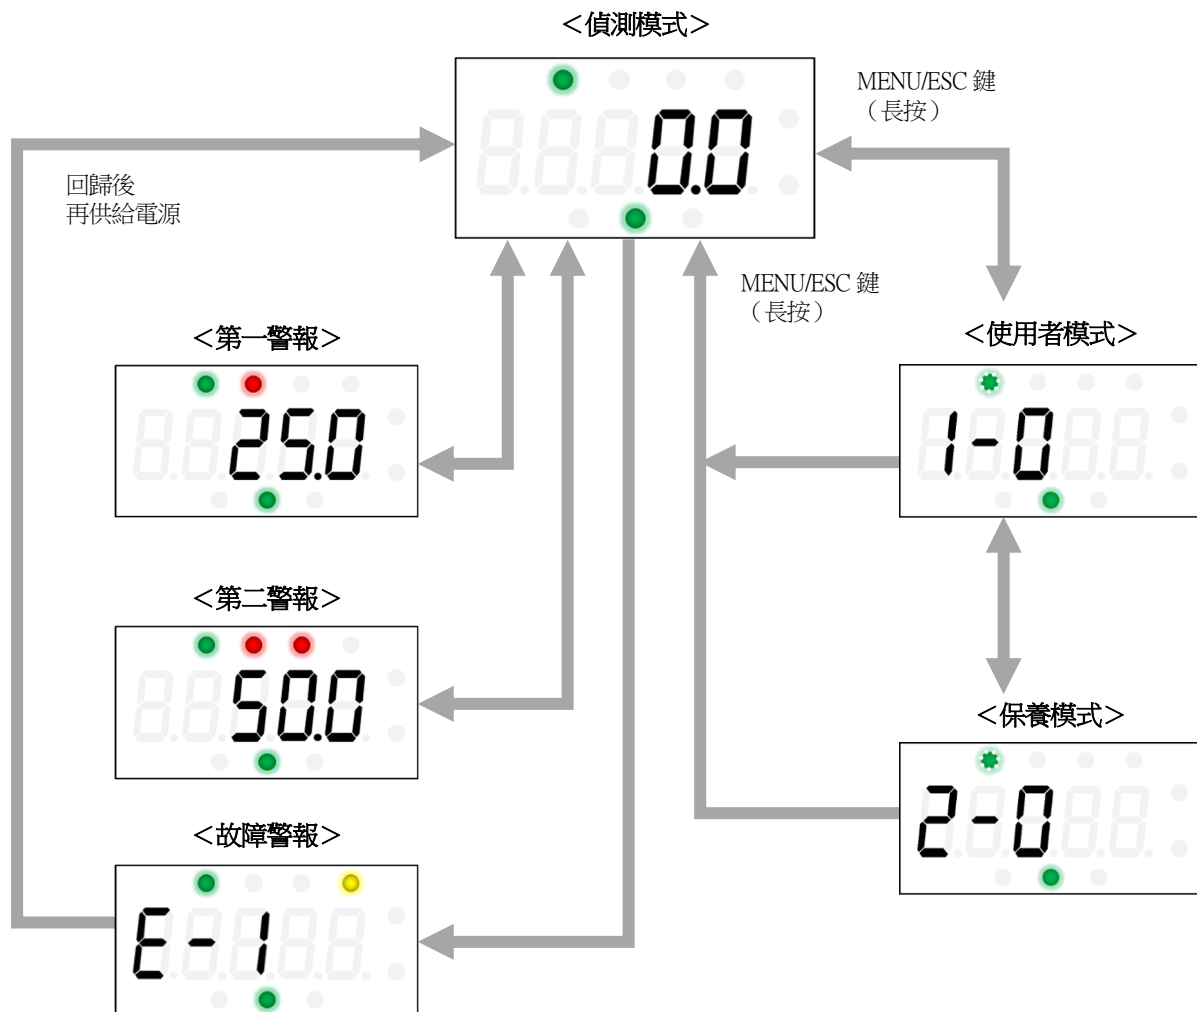 ＜偵測模式＞
0.0
MENU/ESC 鍵
（長按）
回歸後
再供給電源
MENU/ESC 鍵
（長按）
＜第一警報＞
25.0
＜使用者模式＞
1-0
＜第二警報＞
50.0
＜保養模式＞
2-0
＜故障警報＞
E-1